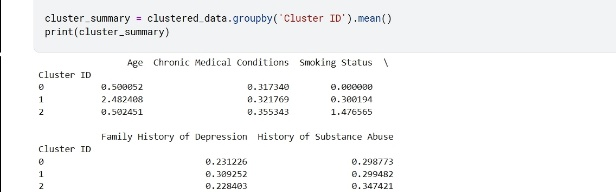 cluster_summary = clustered_data.groupby('Cluster ID').mean()
print(cluster_summary)
Age Chronic Medical Conditions Smoking Status \
Cluster ID
0 0.500052 0.317340 0.000000
1 2.482408 0.321769 0.300194
2 0.502451 0.355343 1.476565
Family History of Depression History of Substance Abuse
Cluster ID
0 0.231226 0.298773
1 0.309252 0.299482
2 0.228403 0.347421